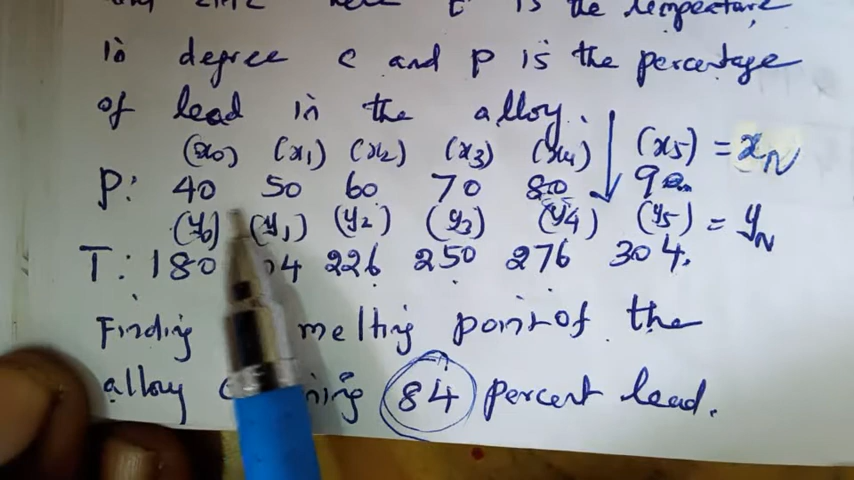 is the temperature
in degree c and p is the percentage
of lead in the alloy.
(x0) (x1) (x2) (x3) (x4) (x5) = xN
P: 40 50 60 70 80 90
(y0) (y1) (y2) (y3) (y4) (y5) = yN
T: 180 04 226 250 276 304.
Finding melting point of the
alloy ning 84 percent lead.